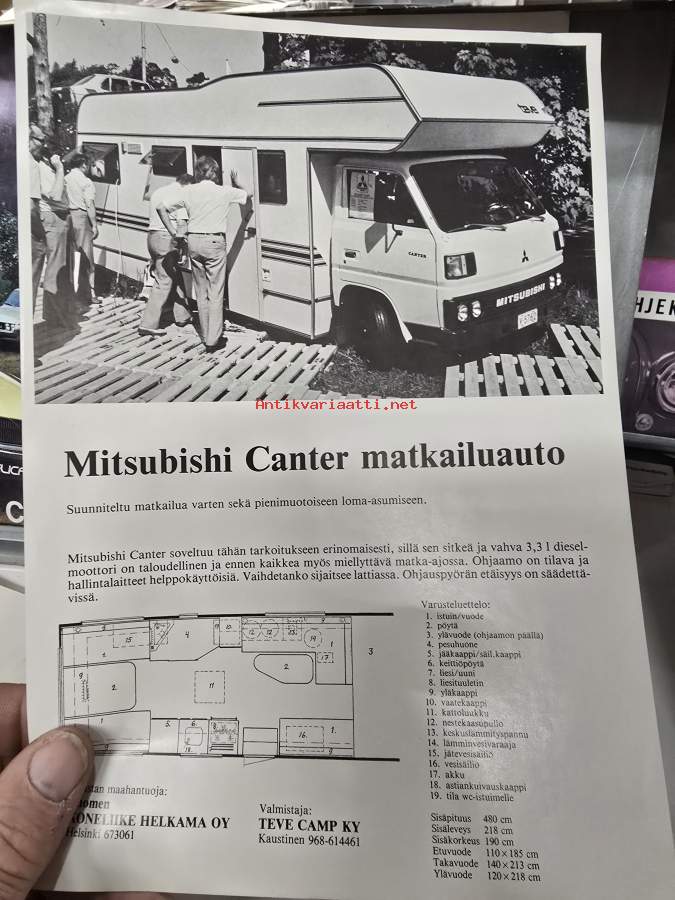 teve
CANTER
MITSUBISHI
Antikvariaatti.net
HJEK
Mitsubishi Canter matkailuauto
Suunniteltu matkailua varten sekä pienimuotoiseen loma-asumiseen.
Mitsubishi Canter soveltuu tähän tarkoitukseen erinomaisesti, sillä sen sitkeä ja vahva 3,3 l diesel-
moottori on taloudellinen ja ennen kaikkea myös miellyttävä matka-ajossa. Ohjaamo on tilava ja
hallintalaitteet helppokäyttöisiä. Vaihdetanko sijaitsee lattiassa. Ohjauspyörän etäisyys on säädettä-
vissä.
Varusteluettelo:
1. istuin/vuode
2. pöytä
3. ylävuode (ohjaamon päällä)
4. pesuhuone
5. jääkaappi/säil.kaappi
6. keittiöpöytä
7. liesi/uuni
8. liesituuletin
9. yläkaappi
10. vaatekaappi
11. kattoluukku
12. nestekaasupullo
13. keskuslämmityspannu
14. lämminvesivaraaja
15. jätevesisäiliö
16. vesisäiliö
17. akku
18. astiankuivauskaappi
19. tila wc-istuimelle
Sisäpituus 480 cm
Sisäleveys 218 cm
Sisäkorkeus 190 cm
Etuvuode 110×185 cm
Takavuode 140×213 cm
Ylävuode 120×218 cm
maahantuoja:
KONELIIKE HELKAMA OY
Helsinki 673061
Valmistaja:
TEVE CAMP KY
Kaustinen 968-614461